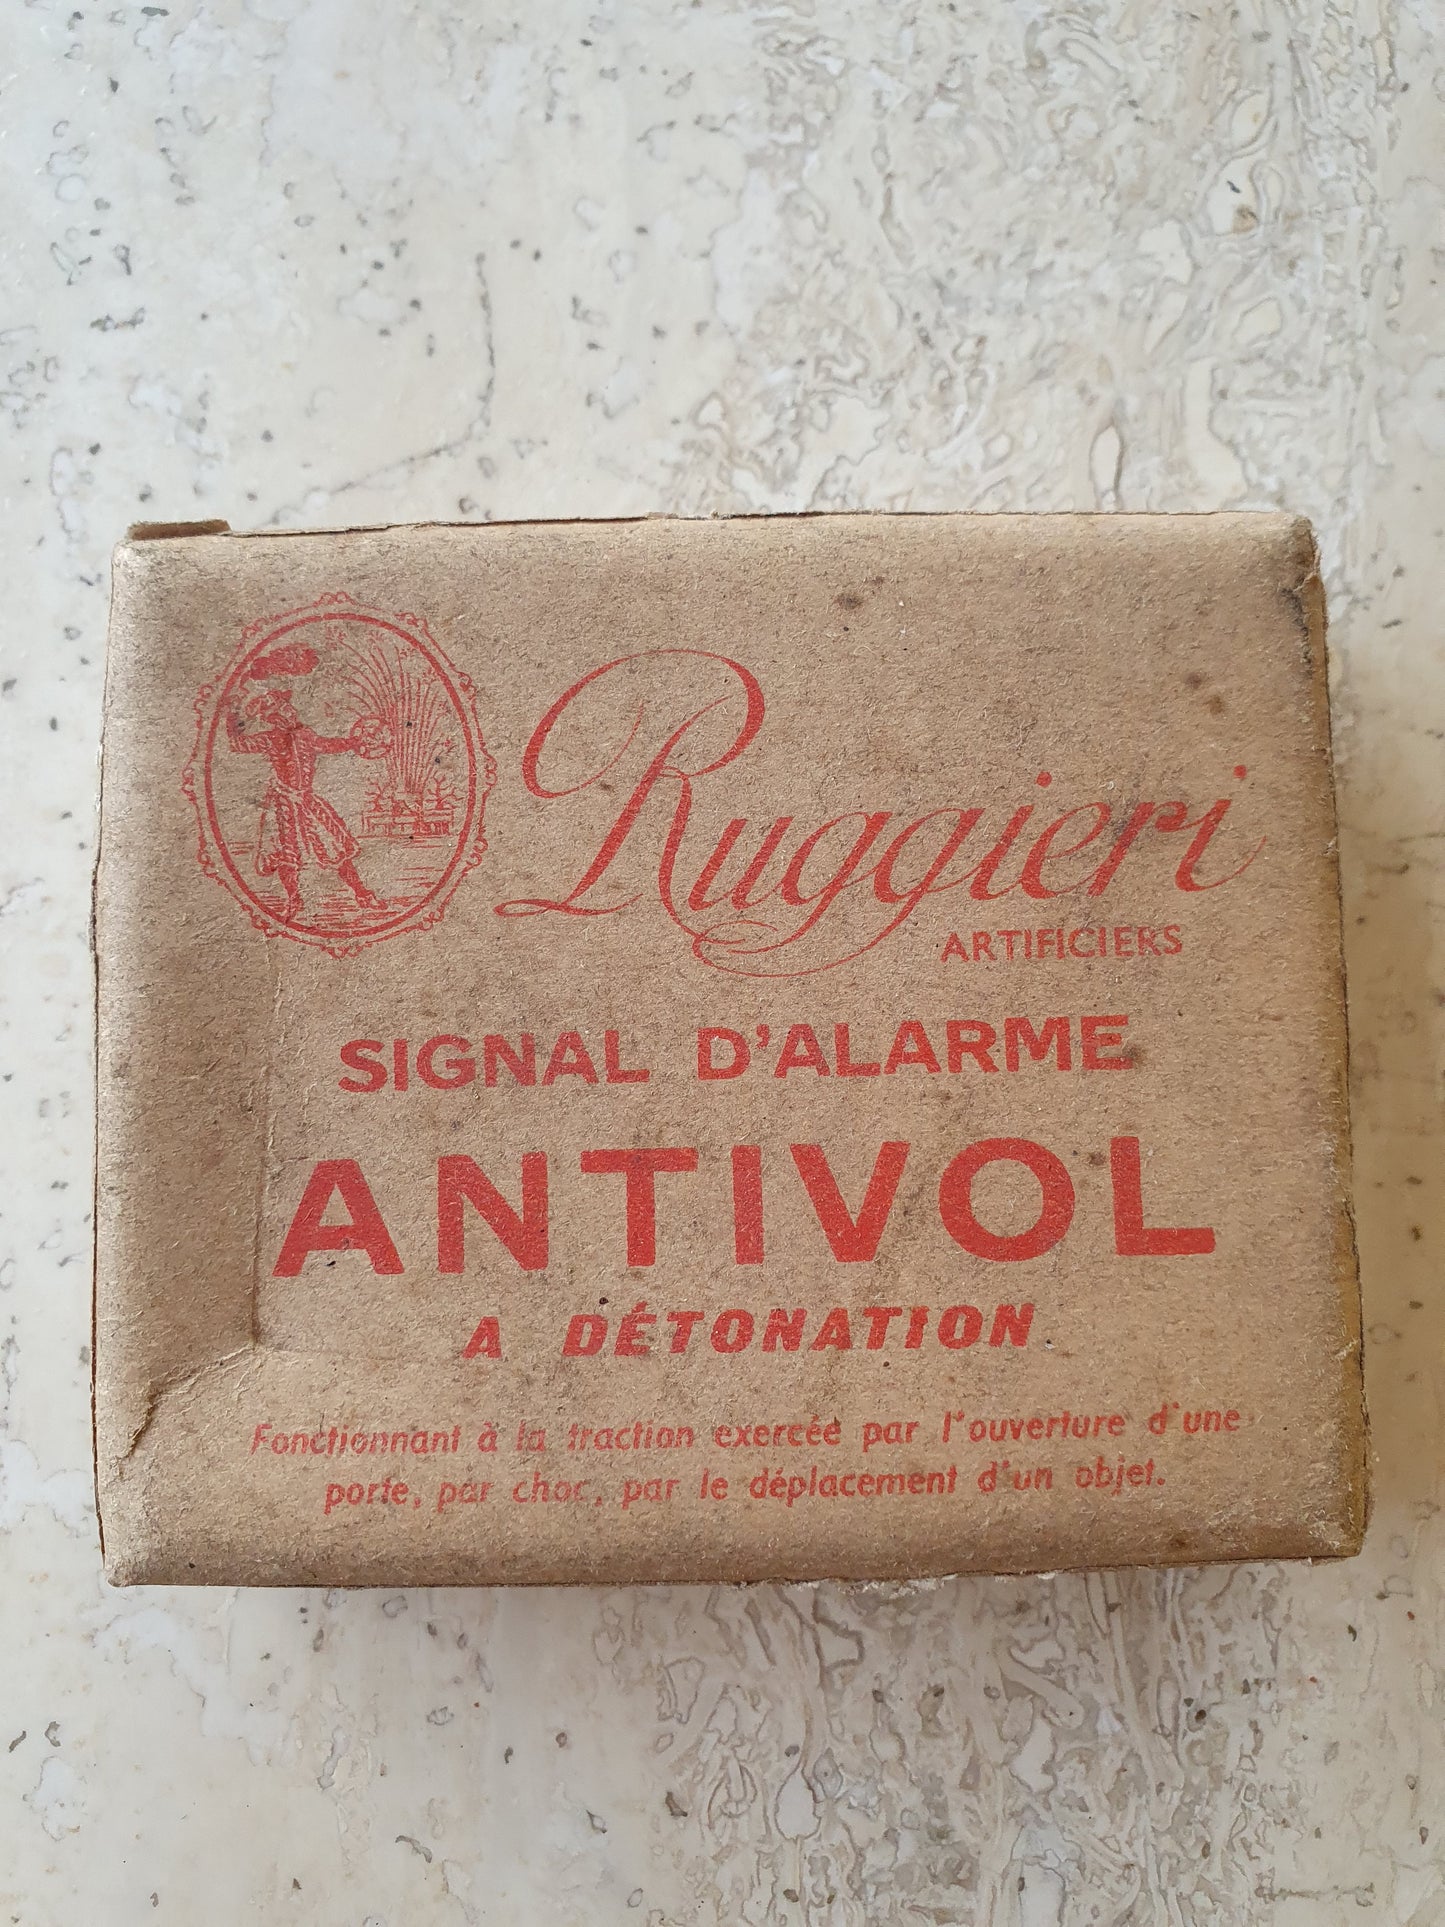 Ruggieri
ARTIFICIERS
SIGNAL D'ALARME
ANTIVOL
A DÉTONATION
Fonctionnant à la traction exercée par l'ouverture d'une
porte, par choc, par le déplacement d'un objet.